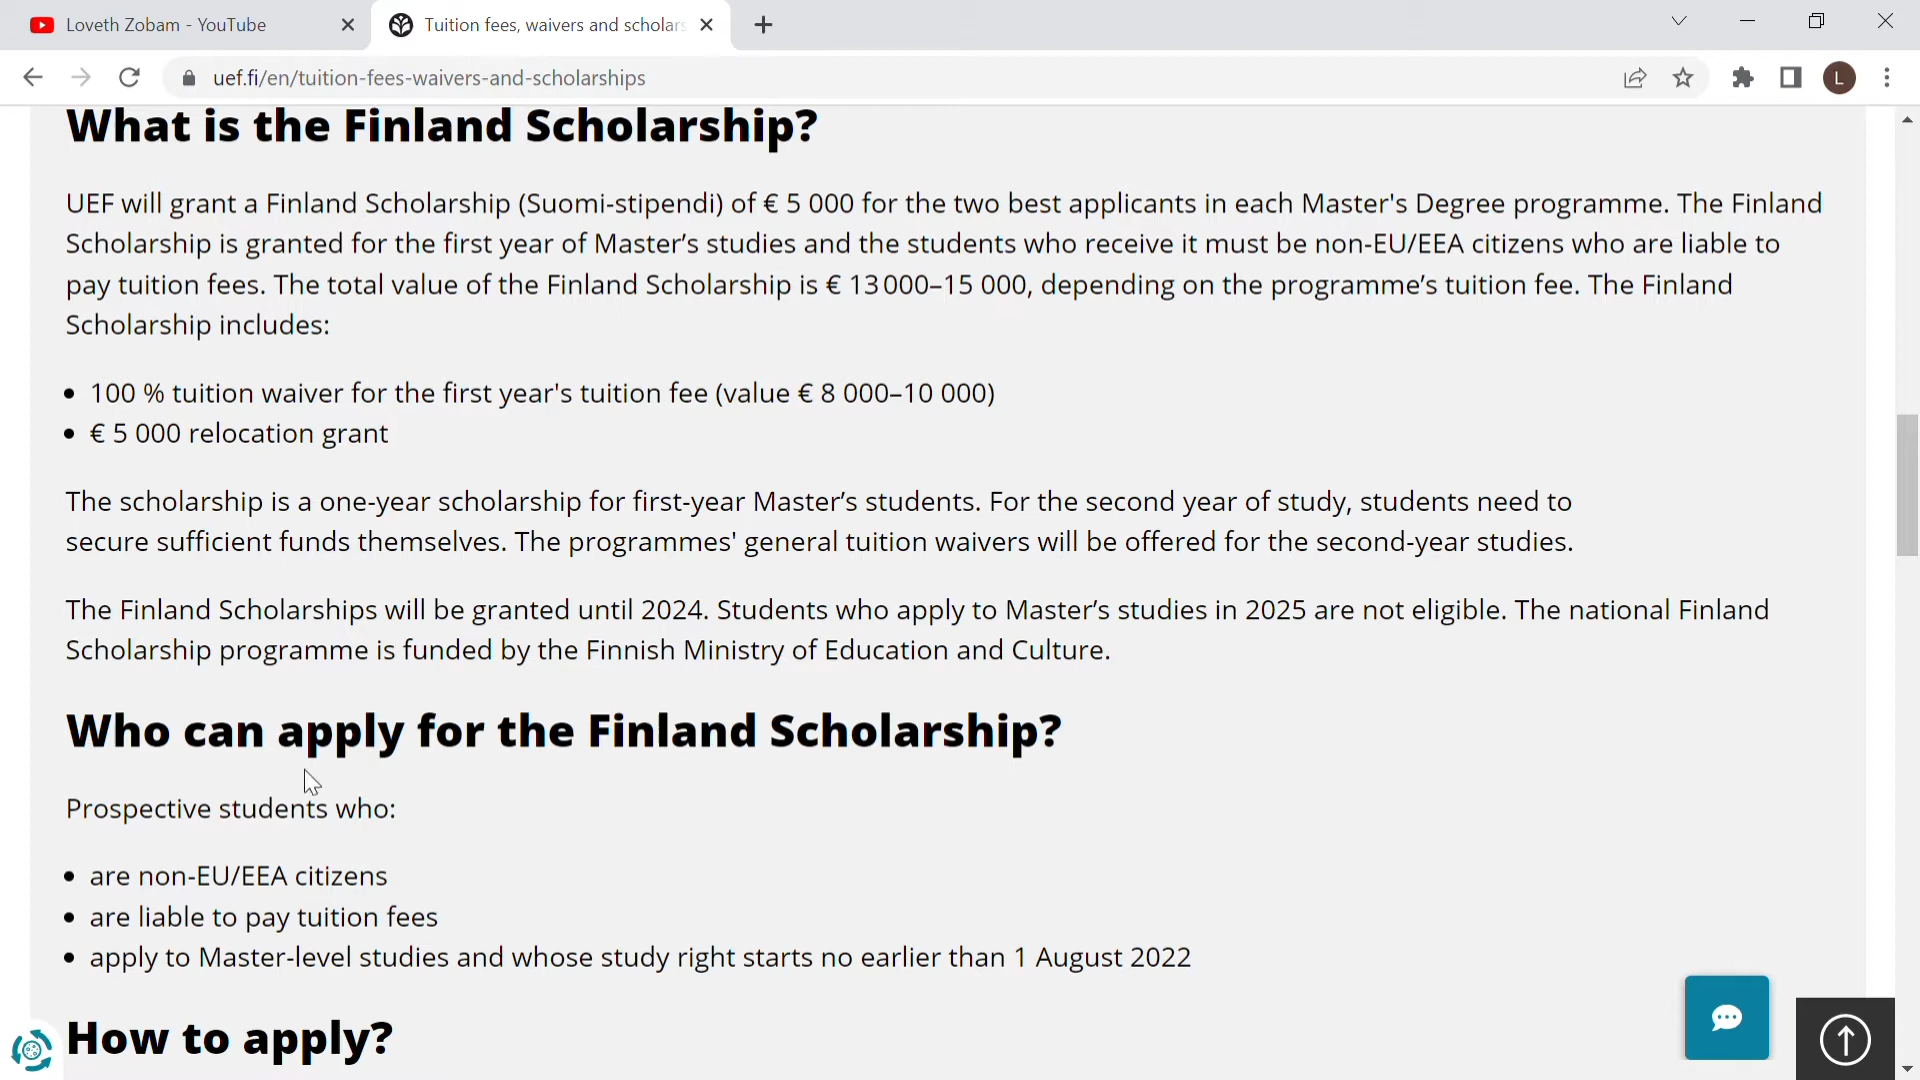 Loveth Zobam - YouTube
Tuition fees, waivers and scholars
uef.fi/en/tuition-fees-waivers-and-scholarships
L
What is the Finland Scholarship?
UEF will grant a Finland Scholarship (Suomi-stipendi) of € 5 000 for the two best applicants in each Master's Degree programme. The Finland
Scholarship is granted for the first year of Master’s studies and the students who receive it must be non-EU/EEA citizens who are liable to
pay tuition fees. The total value of the Finland Scholarship is € 13 000–15 000, depending on the programme’s tuition fee. The Finland
Scholarship includes:
• 100 % tuition waiver for the first year's tuition fee (value € 8 000–10 000)
• € 5 000 relocation grant
The scholarship is a one-year scholarship for first-year Master’s students. For the second year of study, students need to
secure sufficient funds themselves. The programmes' general tuition waivers will be offered for the second-year studies.
The Finland Scholarships will be granted until 2024. Students who apply to Master’s studies in 2025 are not eligible. The national Finland
Scholarship programme is funded by the Finnish Ministry of Education and Culture.
Who can apply for the Finland Scholarship?
Prospective students who:
• are non-EU/EEA citizens
• are liable to pay tuition fees
• apply to Master-level studies and whose study right starts no earlier than 1 August 2022
How to apply?